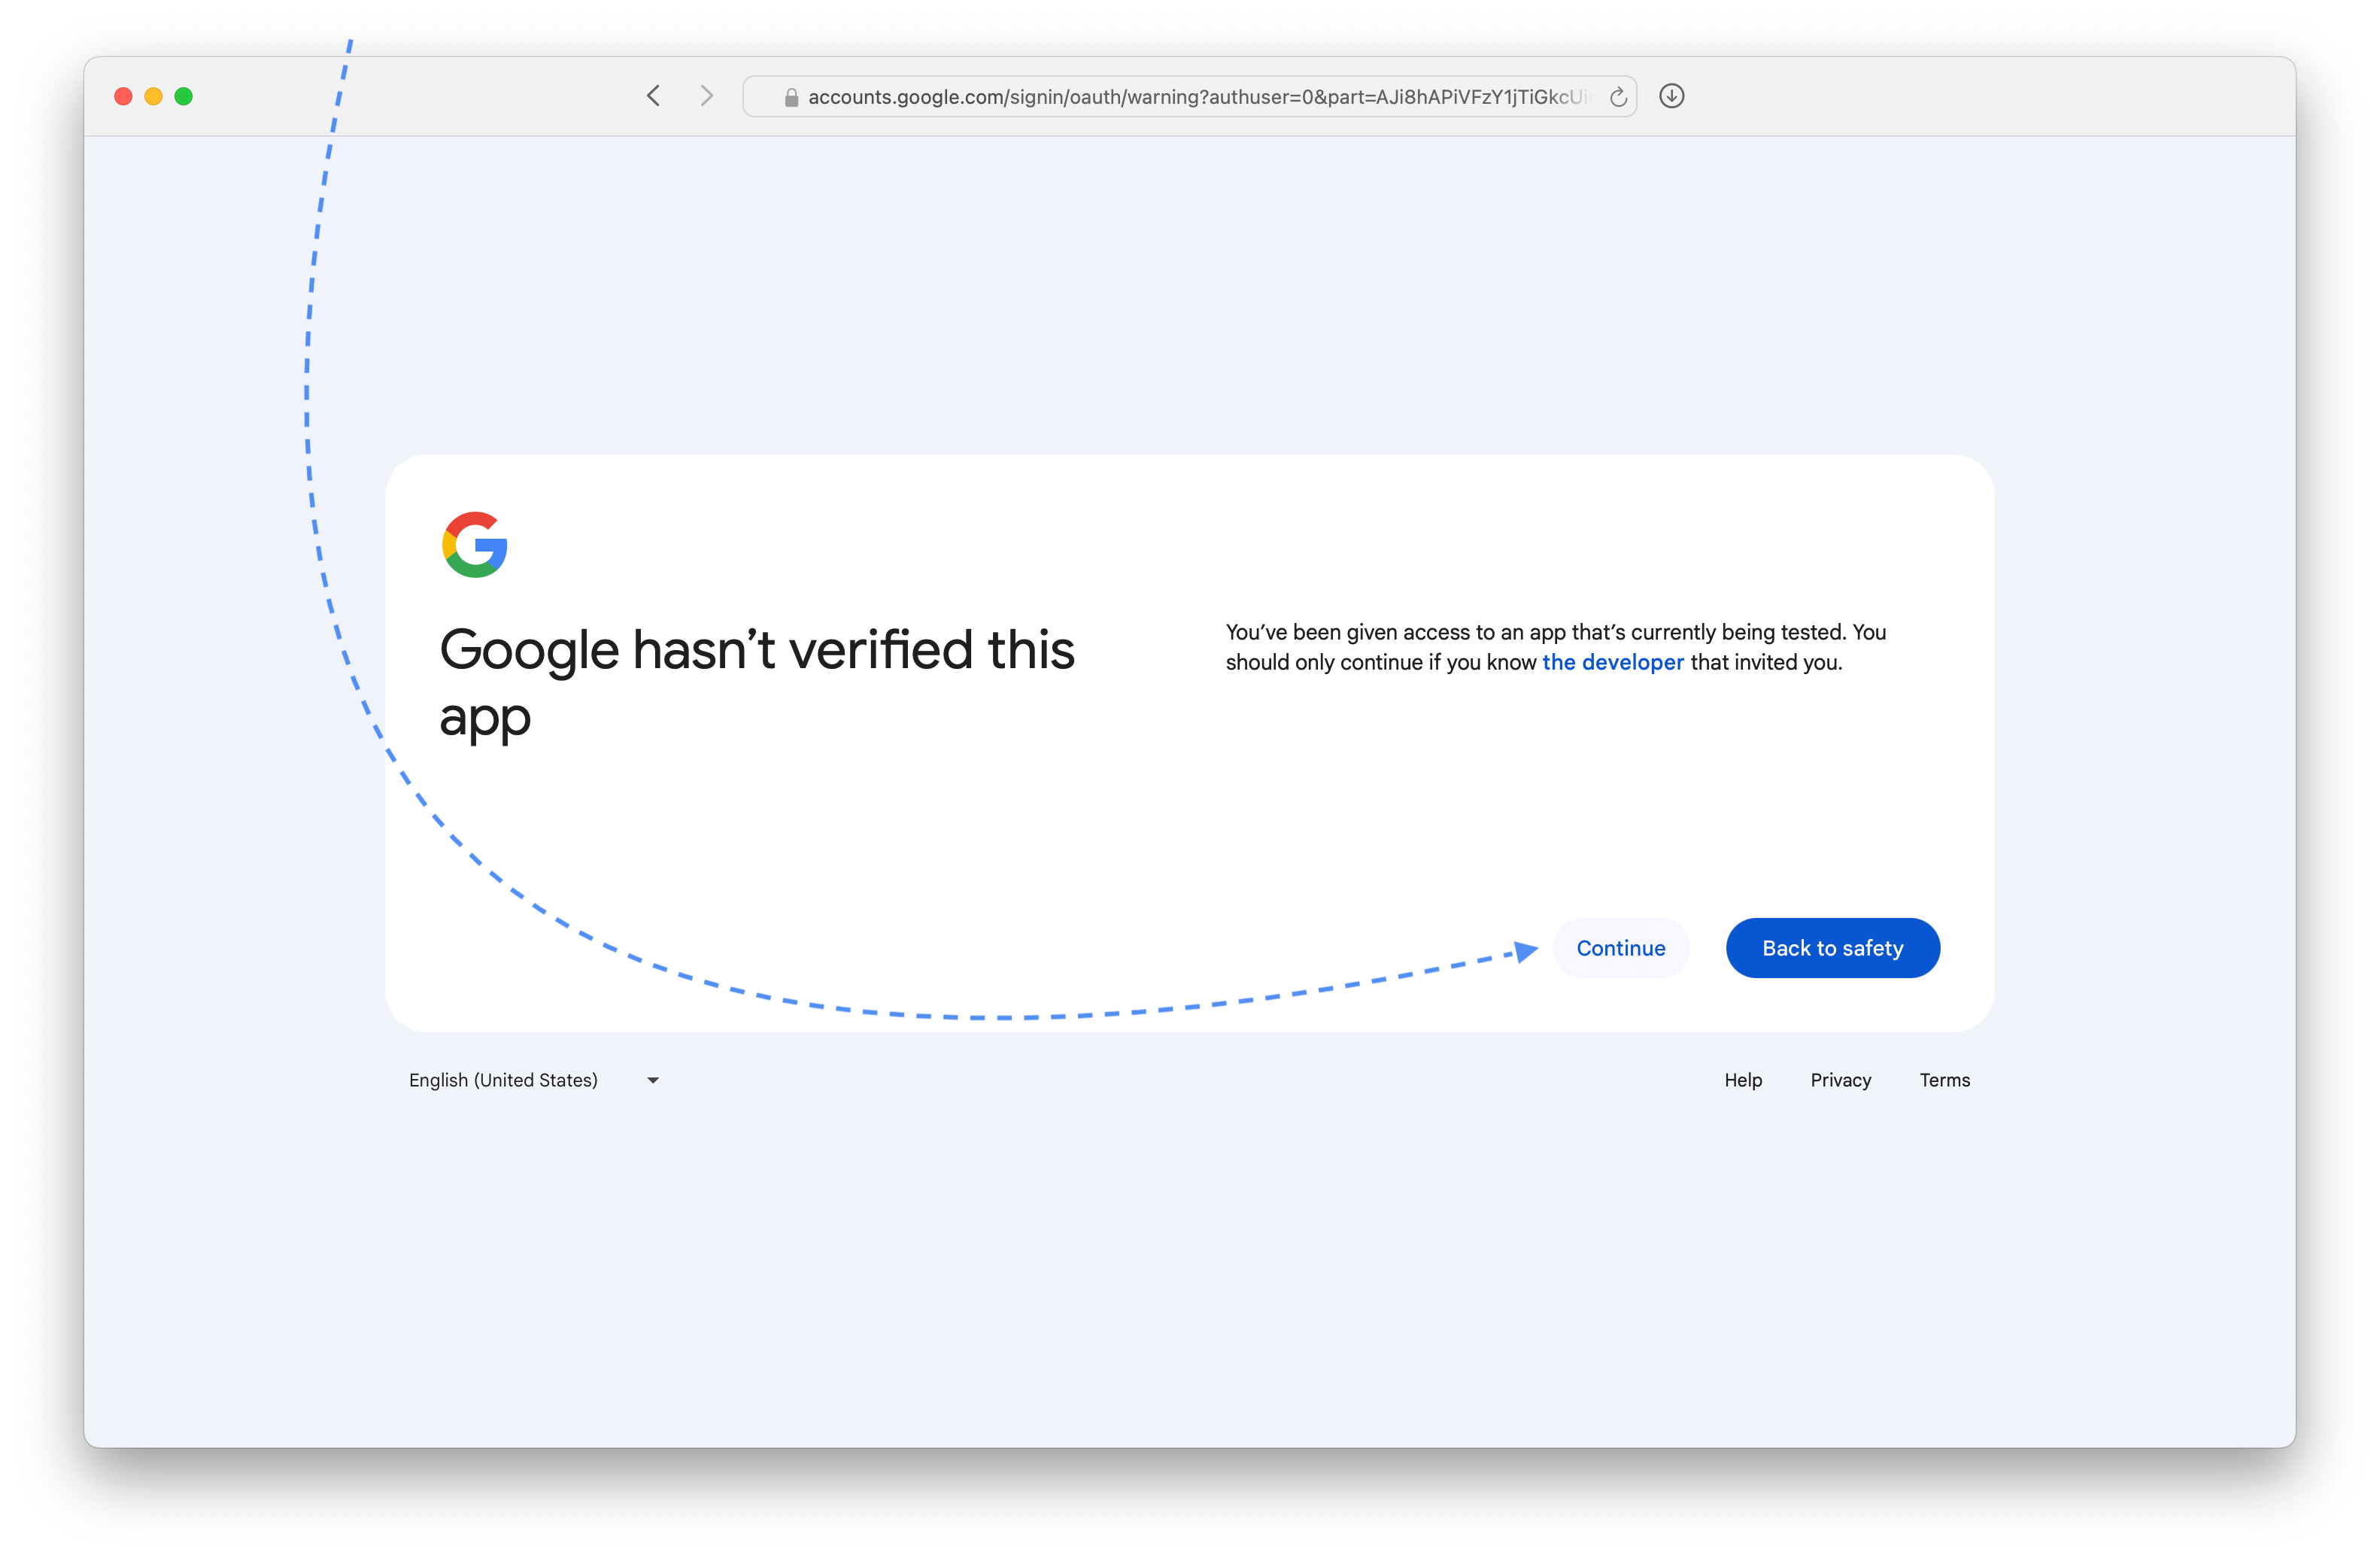 accounts.google.com/signin/oauth/warning?authuser=0&part=AJi8hAPiVFzY1jTiGkcUi
Google hasn’t verified this
app
You’ve been given access to an app that’s currently being tested. You
should only continue if you know the developer that invited you.
Continue
Back to safety
English (United States)
Help
Privacy
Terms